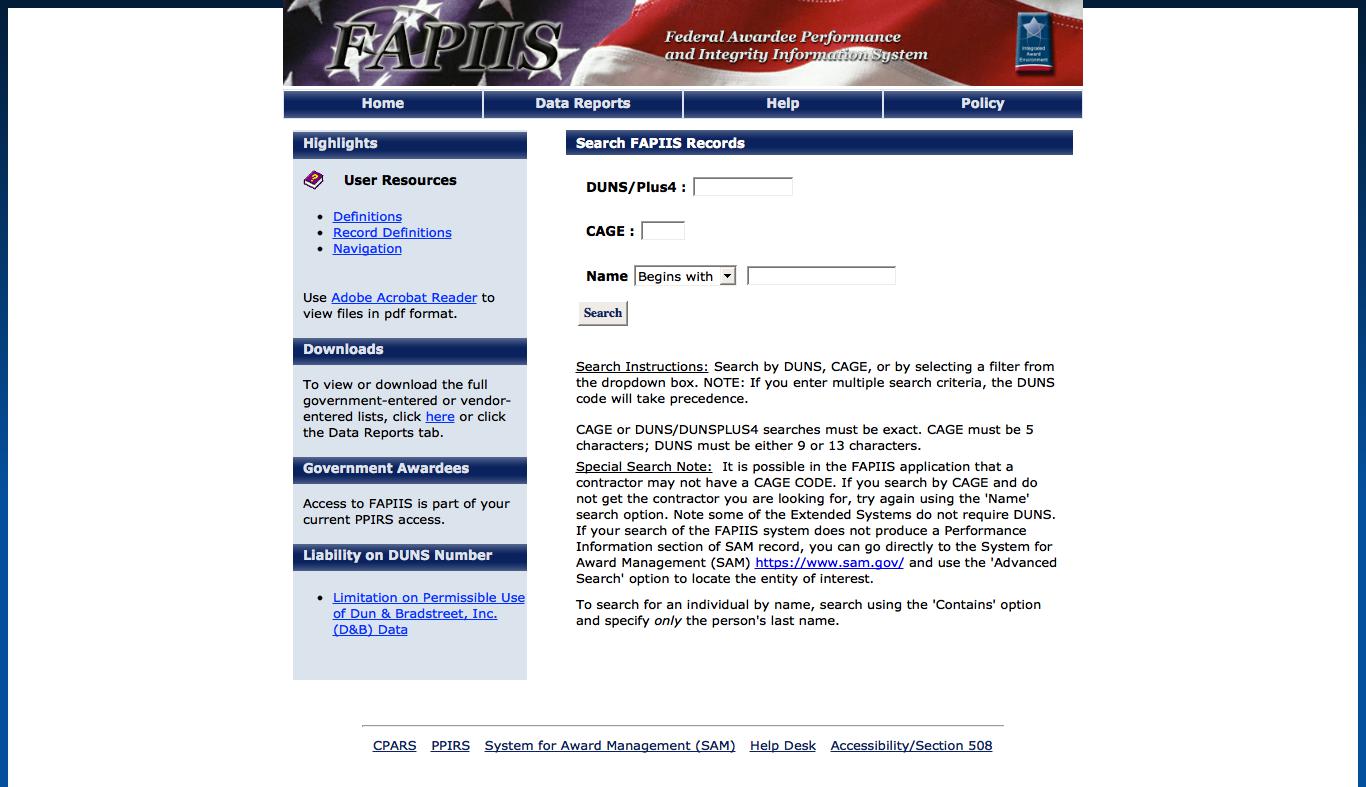 FAPIIS
Federal Awardee Performance
and Integrity Information System
Integrated
Award
Environment
Home
Data Reports
Help
Policy
Highlights
User Resources
Definitions
Record Definitions
Navigation
Use Adobe Acrobat Reader to
view files in pdf format.
Downloads
To view or download the full
government-entered or vendor-
entered lists, click here or click
the Data Reports tab.
Government Awardees
Access to FAPIIS is part of your
current PPIRS access.
Liability on DUNS Number
Limitation on Permissible Use
of Dun & Bradstreet, Inc.
(D&B) Data
Search FAPIIS Records
DUNS/Plus4 :
CAGE :
Name Begins with
Search
Search Instructions: Search by DUNS, CAGE, or by selecting a filter from
the dropdown box. NOTE: If you enter multiple search criteria, the DUNS
code will take precedence.
CAGE or DUNS/DUNSPLUS4 searches must be exact. CAGE must be 5
characters; DUNS must be either 9 or 13 characters.
Special Search Note: It is possible in the FAPIIS application that a
contractor may not have a CAGE CODE. If you search by CAGE and do
not get the contractor you are looking for, try again using the 'Name'
search option. Note some of the Extended Systems do not require DUNS.
If your search of the FAPIIS system does not produce a Performance
Information section of SAM record, you can go directly to the System for
Award Management (SAM) https://www.sam.gov/ and use the 'Advanced
Search' option to locate the entity of interest.
To search for an individual by name, search using the 'Contains' option
and specify only the person's last name.
CPARS PPIRS System for Award Management (SAM) Help Desk Accessibility/Section 508